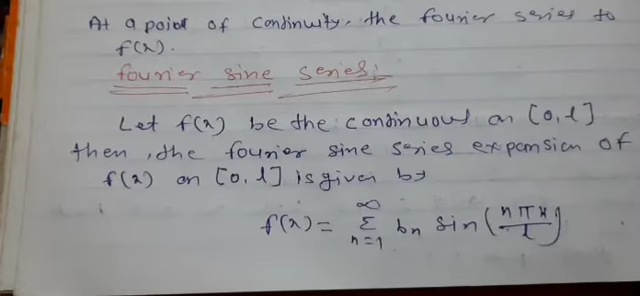 At a point of Continuity, the fourier series to
f(x).
fourier sine series:
Let f(x) be the continuous on [0,l]
then, the fourier sine series expansion of
f(x) on [0,l] is given by
f(x) = ∞ Σ n=1 bn sin (nπx/l)